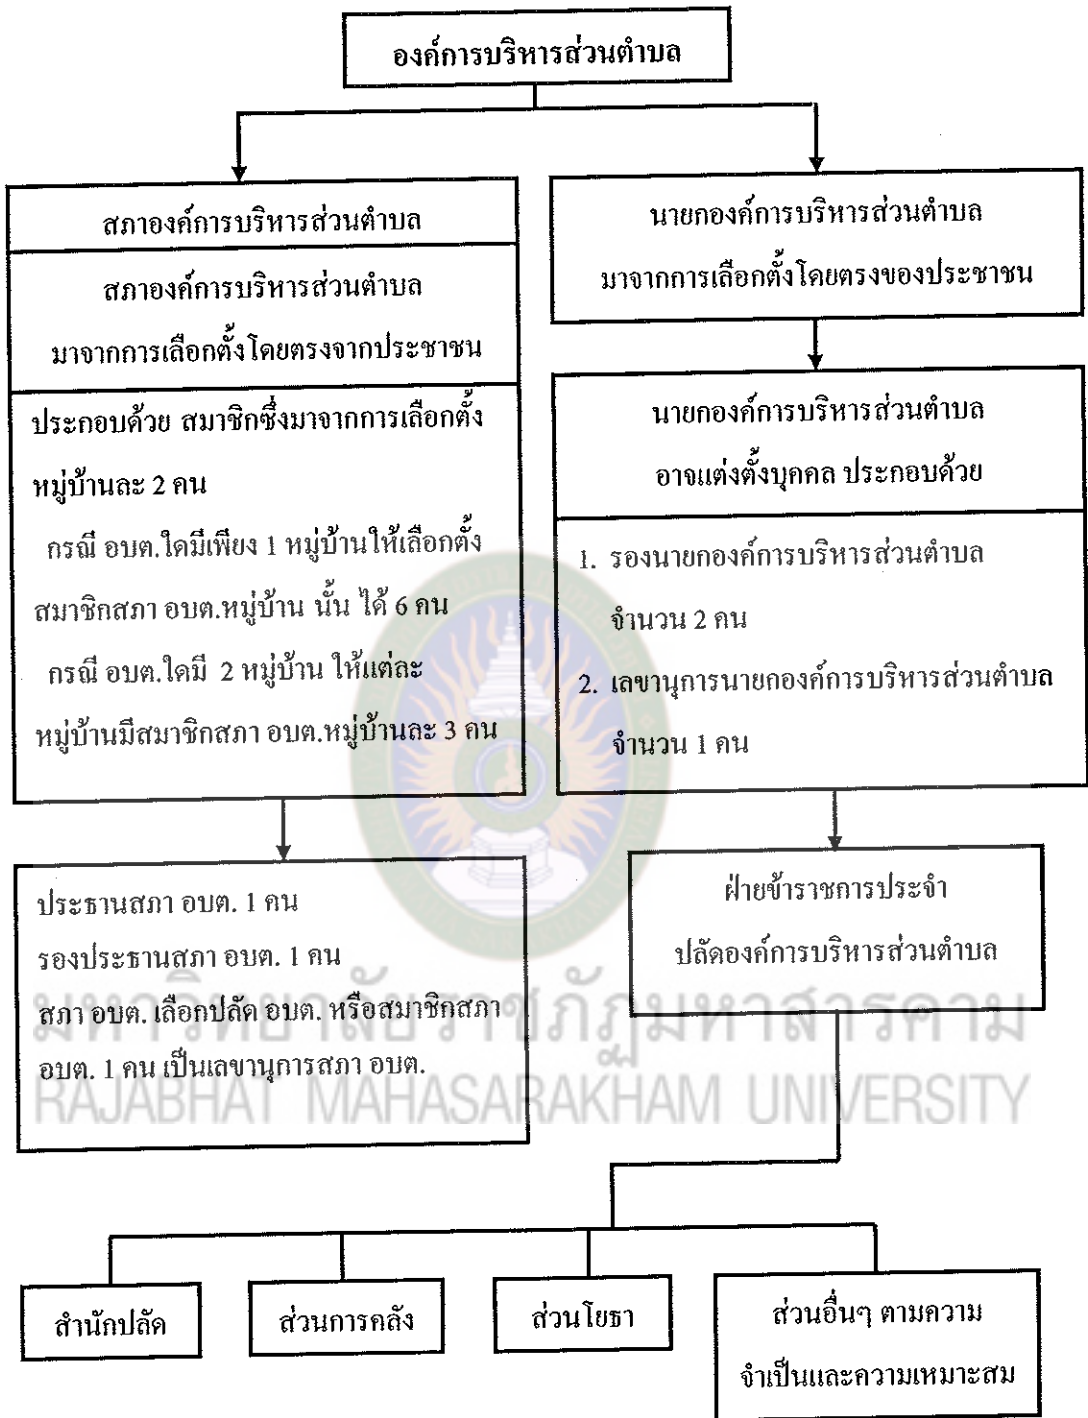 องค์การบริหารส่วนตำบล
สภาองค์การบริหารส่วนตำบล
สภาองค์การบริหารส่วนตำบล
มาจากการเลือกตั้งโดยตรงจากประชาชน
ประกอบด้วย สมาชิกซึ่งมาจากการเลือกตั้ง
หมู่บ้านละ 2 คน
กรณี อบต.ใดมีเพียง 1 หมู่บ้านให้เลือกตั้ง
สมาชิกสภา อบต.หมู่บ้าน นั้น ได้ 6 คน
กรณี อบต.ใดมี 2 หมู่บ้าน ให้แต่ละ
หมู่บ้านมีสมาชิกสภา อบต.หมู่บ้านละ 3 คน
ประธานสภา อบต. 1 คน
รองประธานสภา อบต. 1 คน
สภา อบต. เลือกปลัด อบต. หรือสมาชิกสภา
อบต. 1 คน เป็นเลขานุการสภา อบต.
นายกองค์การบริหารส่วนตำบล
มาจากการเลือกตั้งโดยตรงของประชาชน
นายกองค์การบริหารส่วนตำบล
อาจแต่งตั้งบุคคล ประกอบด้วย
1. รองนายกองค์การบริหารส่วนตำบล
จำนวน 2 คน
2. เลขานุการนายกองค์การบริหารส่วนตำบล
จำนวน 1 คน
ฝ่ายข้าราชการประจำ
ปลัดองค์การบริหารส่วนตำบล
มหาวิทยาลัยราชภัฏมหาสารคาม
RAJABHAT MAHASARAKHAM UNIVERSITY
สำนักปลัด
ส่วนการคลัง
ส่วนโยธา
ส่วนอื่นๆ ตามความ
จำเป็นและความเหมาะสม